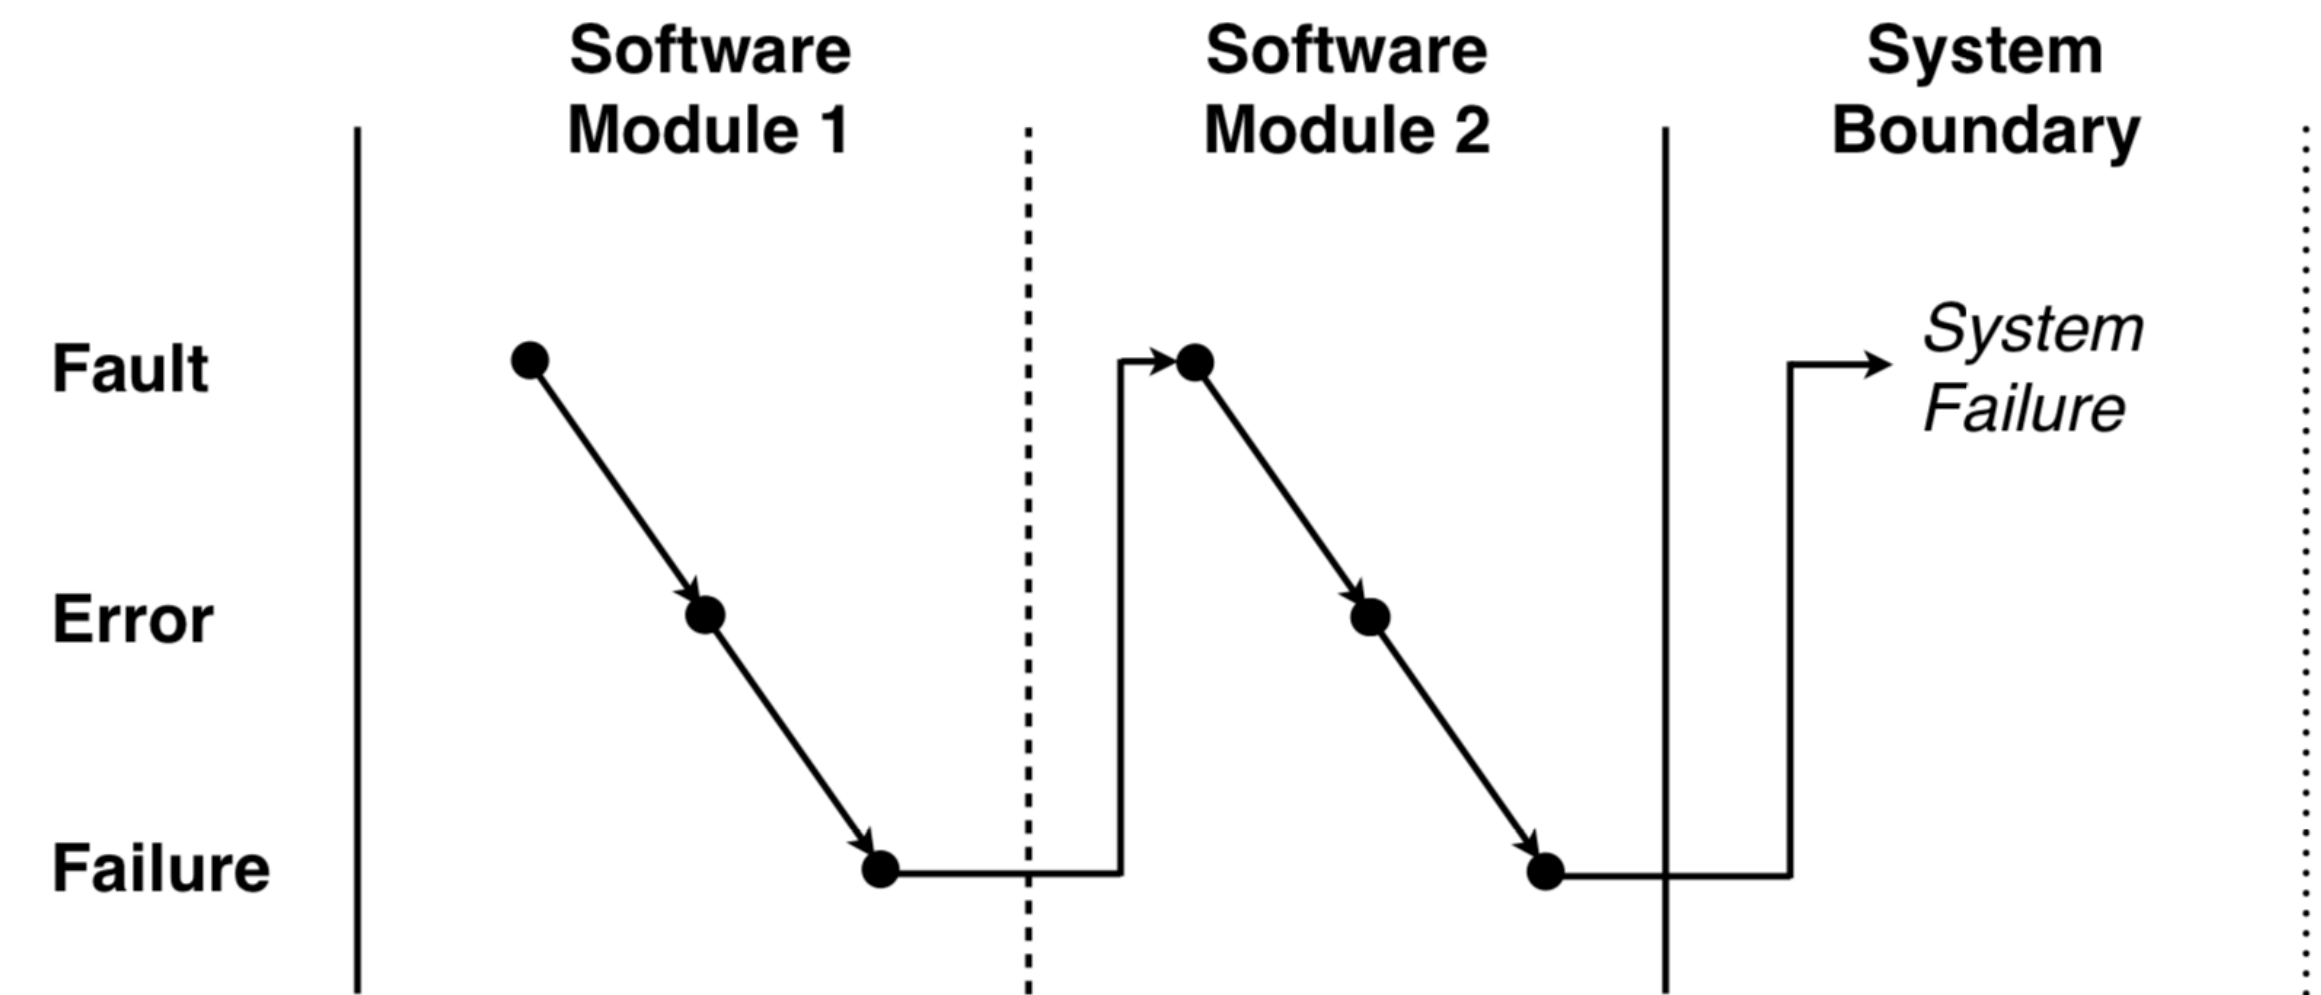 Software
Module 1
Software
Module 2
System
Boundary
Fault
System
Failure
Error
Failure